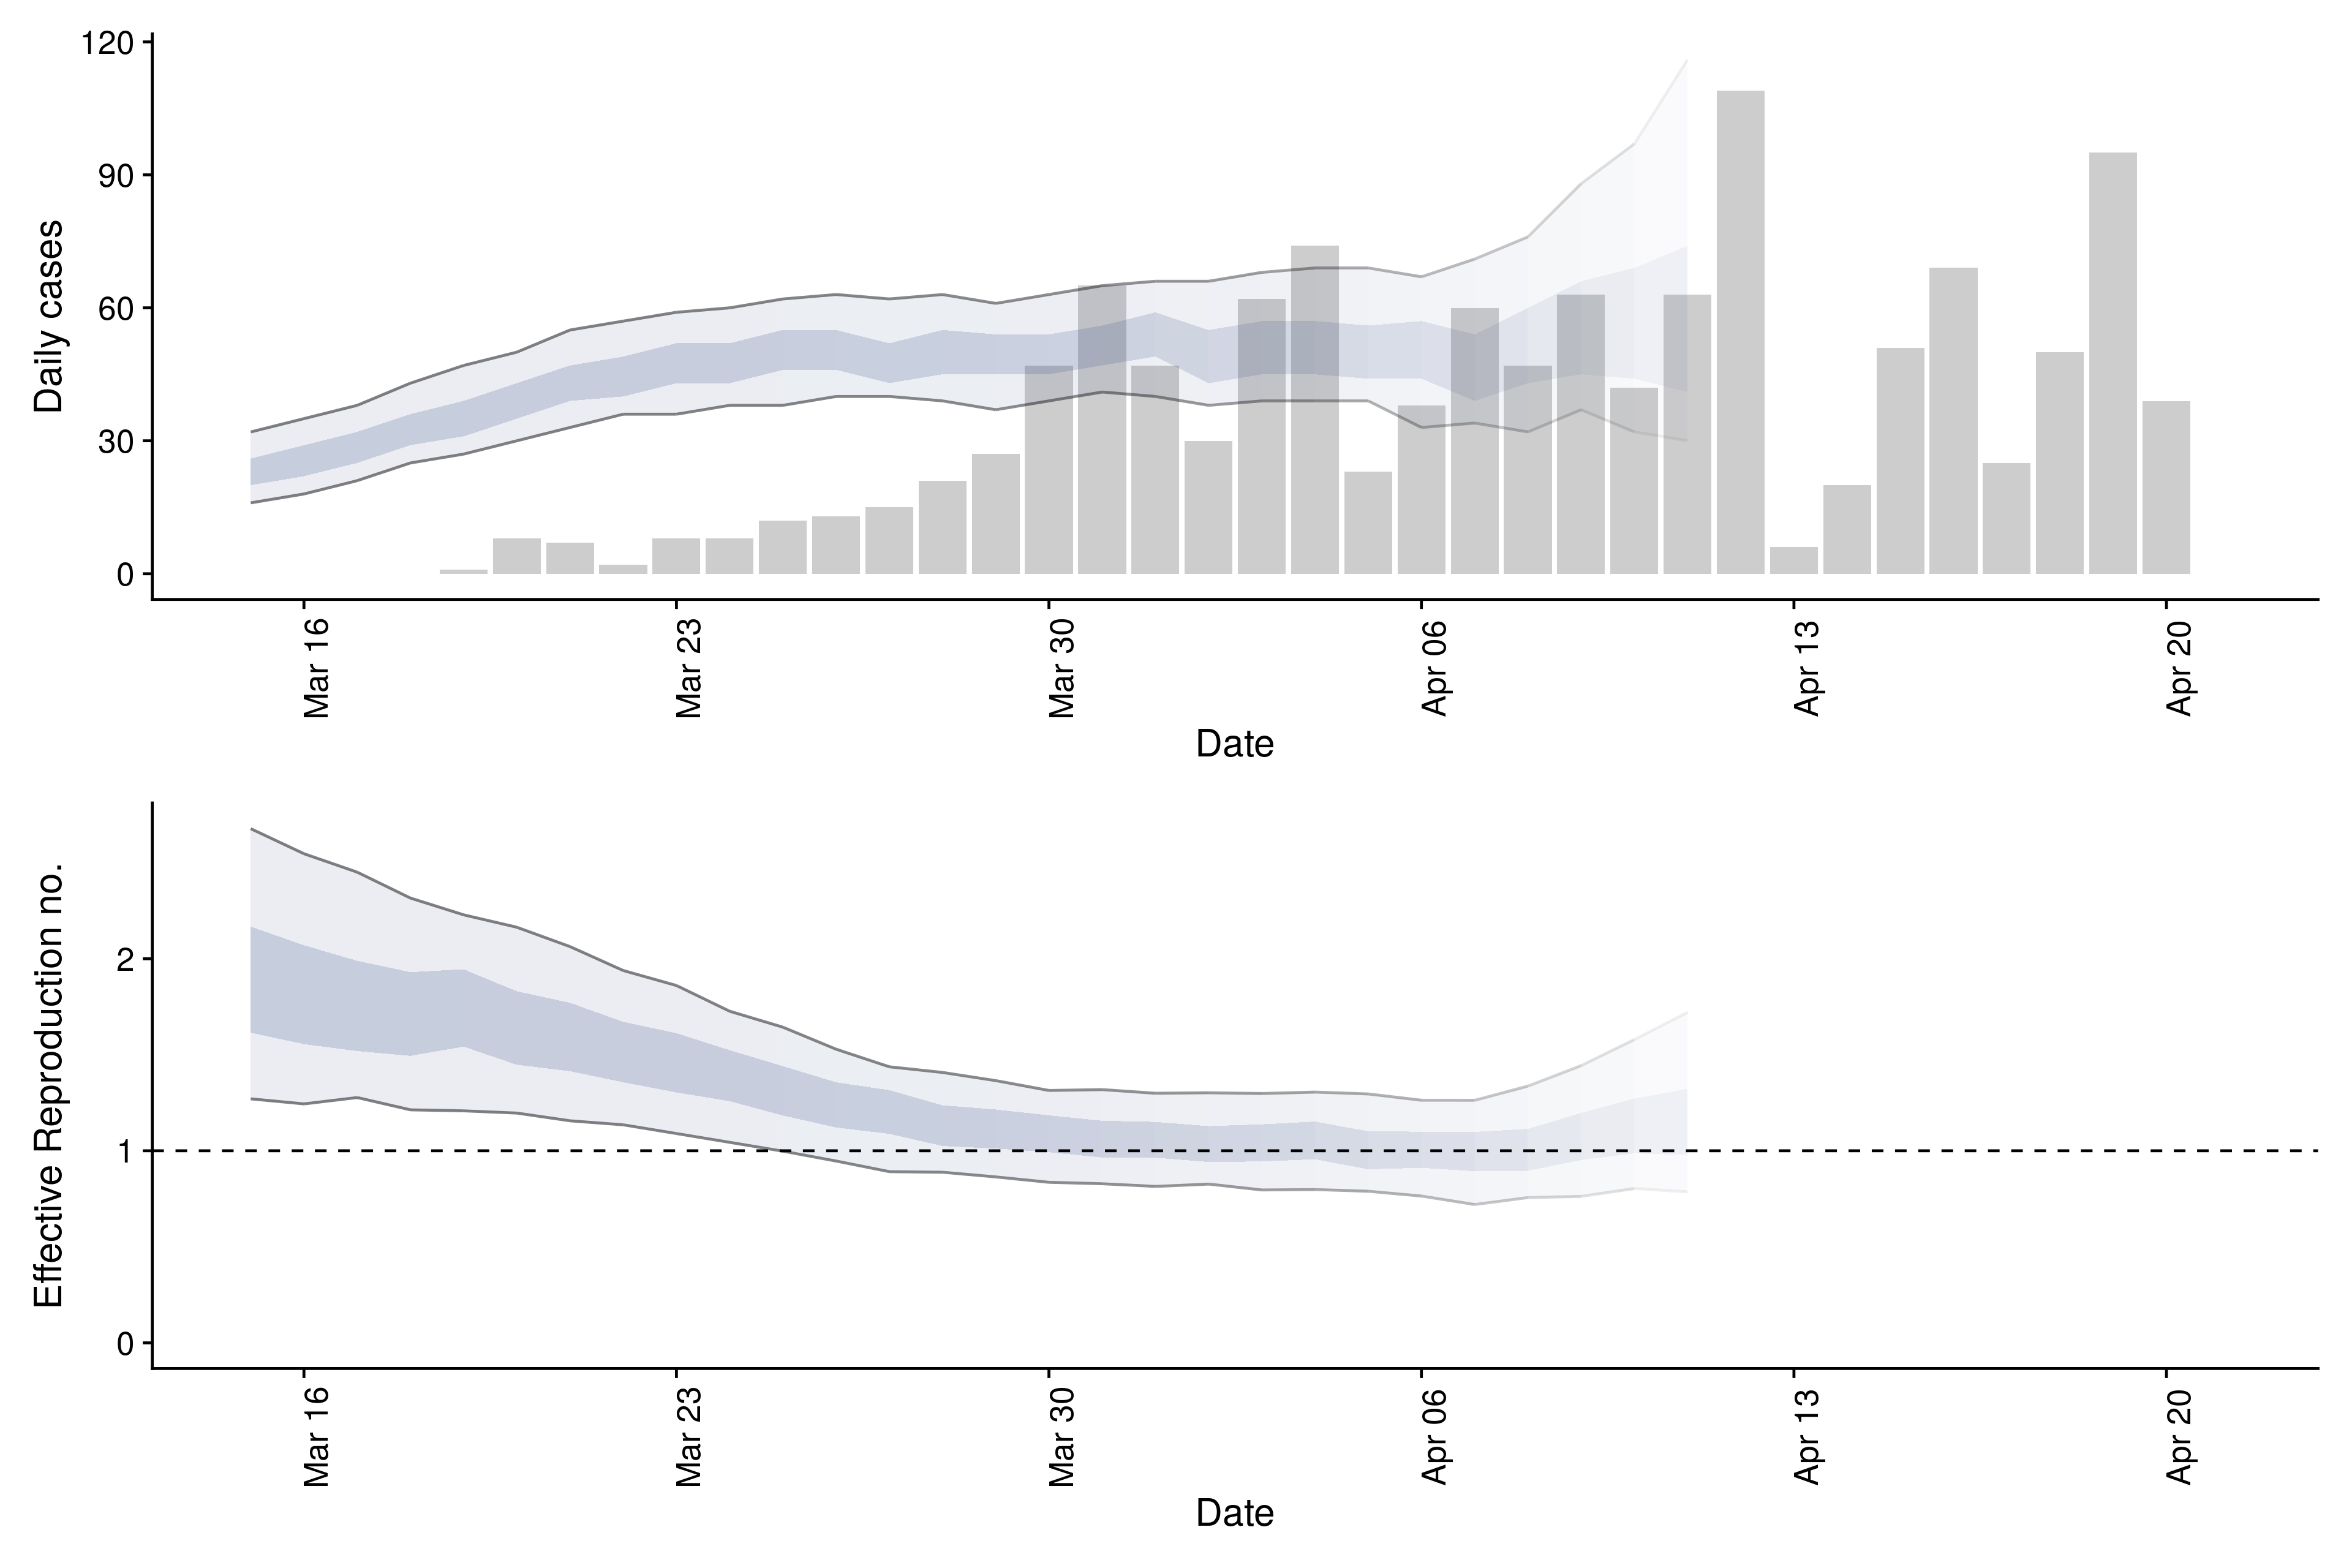 Daily cases
120
90
60
30
0
Mar 16
Mar 23
Mar 30
Apr 06
Apr 13
Apr 20
Date
Effective Reproduction no.
2
1
0
Mar 16
Mar 23
Mar 30
Apr 06
Apr 13
Apr 20
Date